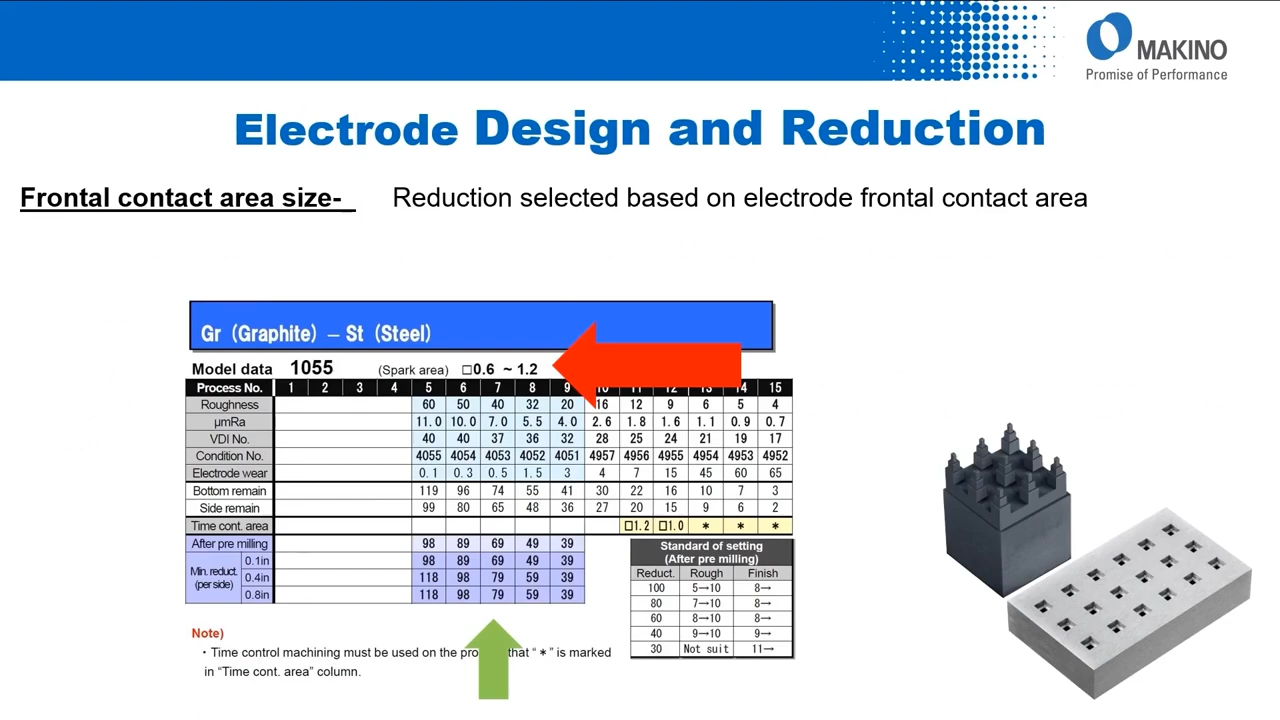 MAKINO
Promise of Performance
Electrode Design and Reduction
Frontal contact area size- Reduction selected based on electrode frontal contact area
Gr (Graphite) – St (Steel)
Model data 1055 (Spark area) □0.6 ~ 1.2
Process No. 1 2 3 4 5 6 7 8 9 10 11 12 13 14 15
Roughness 60 50 40 32 20 16 12 9 6 5 4
µmRa 11.0 10.0 7.0 5.5 4.0 2.6 1.8 1.6 1.1 0.9 0.7
VDI No. 40 40 37 36 32 28 25 24 21 19 17
Condition No. 4055 4054 4053 4052 4051 4957 4956 4955 4954 4953 4952
Electrode wear 0.1 0.3 0.5 1.5 3 4 7 15 45 60 65
Bottom remain 119 96 74 55 41 30 22 16 10 7 3
Side remain 99 80 65 48 36 27 20 15 9 6 2
Time cont. area □1.2 □1.0 * * *
After pre milling 98 89 69 49 39
Min. reduct. (per side) 0.1in 98 89 69 49 39
0.4in 118 98 79 59 39
0.8in 118 98 79 59 39
Standard of setting
(After pre milling)
Reduct. Rough Finish
100 5→10 8→
80 7→10 8→
60 8→10 8→
40 9→10 9→
30 Not suit 11→
Note)
・Time control machining must be used on the that “*” is marked
in “Time cont. area” column.